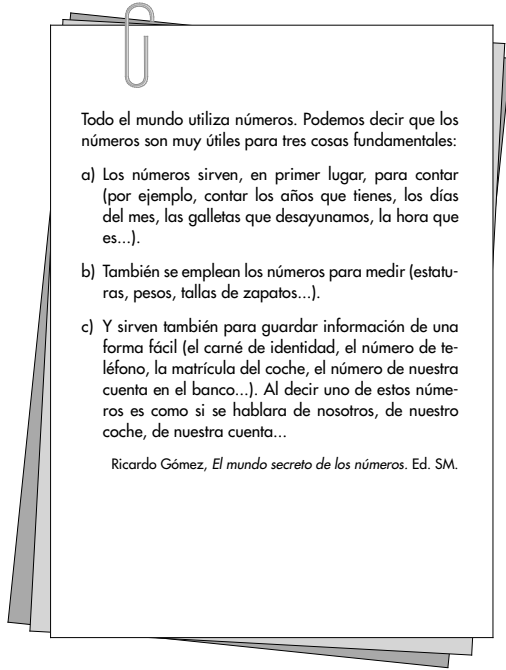 Todo el mundo utiliza números. Podemos decir que los
números son muy útiles para tres cosas fundamentales:
a) Los números sirven, en primer lugar, para contar
(por ejemplo, contar los años que tienes, los días
del mes, las galletas que desayunamos, la hora que
es...).
b) También se emplean los números para medir (estatu-
ras, pesos, tallas de zapatos...).
c) Y sirven también para guardar información de una
forma fácil (el carné de identidad, el número de te-
léfono, la matrícula del coche, el número de nuestra
cuenta en el banco...). Al decir uno de estos núme-
ros es como si se hablara de nosotros, de nuestro
coche, de nuestra cuenta...
Ricardo Gómez, El mundo secreto de los números. Ed. SM.